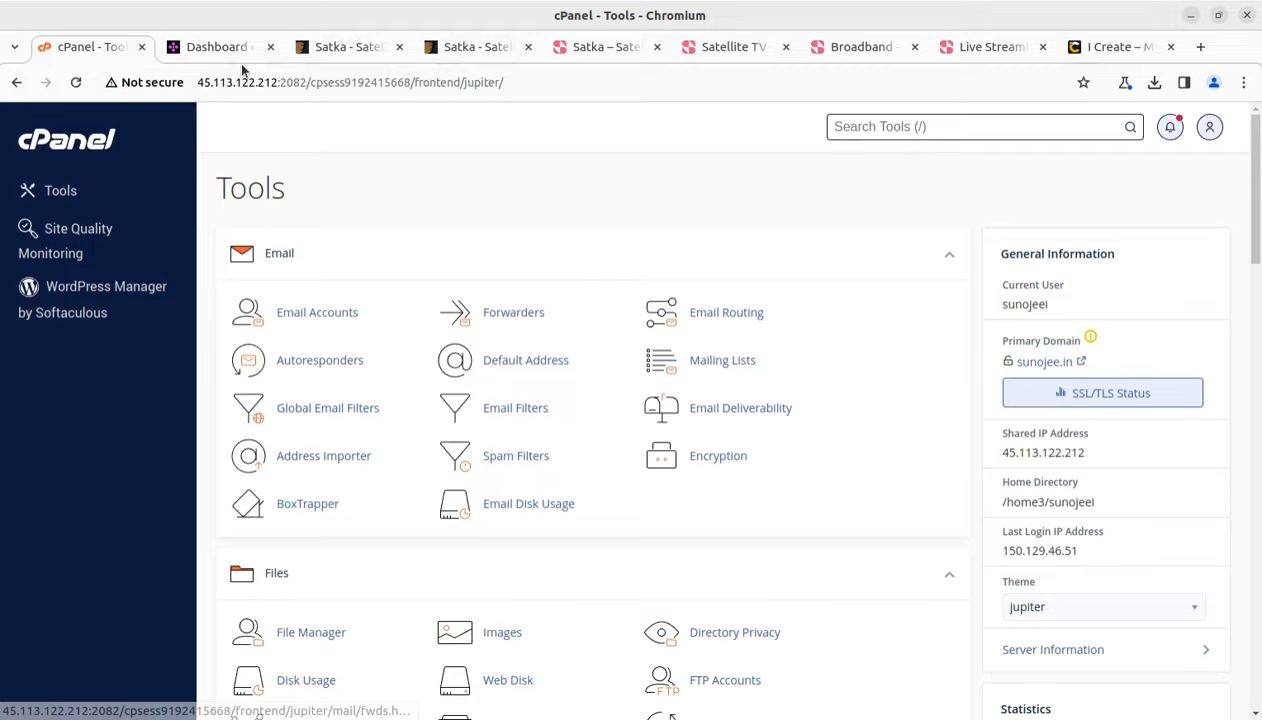 cPanel - Tools - Chromium
cPanel - Tool
Dashboard
Satka - Satel
Satka - Satel
Satka – Sate
Satellite TV
Broadband –
Live Stream
I Create – M
Not secure
45.113.122.212:2082/cpsess9192415668/frontend/jupiter/
cPanel
Search Tools (/)
Tools
Site Quality
Monitoring
WordPress Manager
by Softaculous
Tools
Email
Email Accounts
Forwarders
Email Routing
Autoresponders
Default Address
Mailing Lists
Global Email Filters
Email Filters
Email Deliverability
Address Importer
Spam Filters
Encryption
BoxTrapper
Email Disk Usage
Files
File Manager
Images
Directory Privacy
Disk Usage
Web Disk
FTP Accounts
FTP
General Information
Current User
sunojeei
Primary Domain
sunojee.in
SSL/TLS Status
Shared IP Address
45.113.122.212
Home Directory
/home3/sunojeei
Last Login IP Address
150.129.46.51
Theme
jupiter
Server Information
Statistics
45.113.122.212:2082/cpsess9192415668/frontend/jupiter/mail/fwds.h...